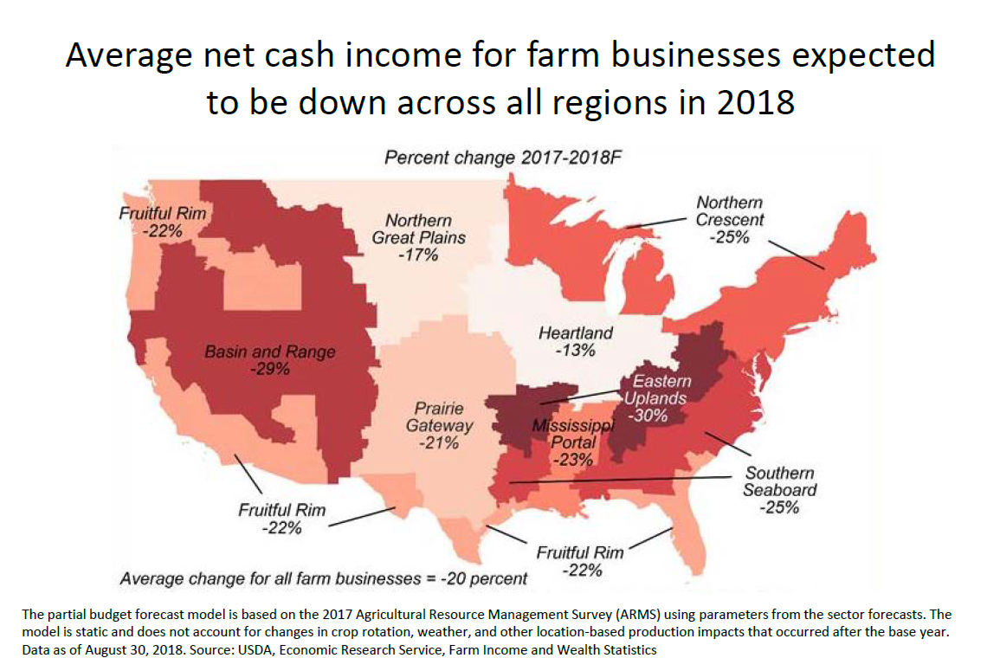 Average net cash income for farm businesses expected
to be down across all regions in 2018
Percent change 2017-2018F
Fruitful Rim
-22%
Northern
Great Plains
-17%
Northern
Crescent
-25%
Heartland
-13%
Basin and Range
-29%
Eastern
Uplands
-30%
Prairie
Gateway
-21%
Mississippi
Portal
-23%
Southern
Seaboard
-25%
Fruitful Rim
-22%
Fruitful Rim
-22%
Average change for all farm businesses = -20 percent
The partial budget forecast model is based on the 2017 Agricultural Resource Management Survey (ARMS) using parameters from the sector forecasts. The
model is static and does not account for changes in crop rotation, weather, and other location-based production impacts that occurred after the base year.
Data as of August 30, 2018. Source: USDA, Economic Research Service, Farm Income and Wealth Statistics